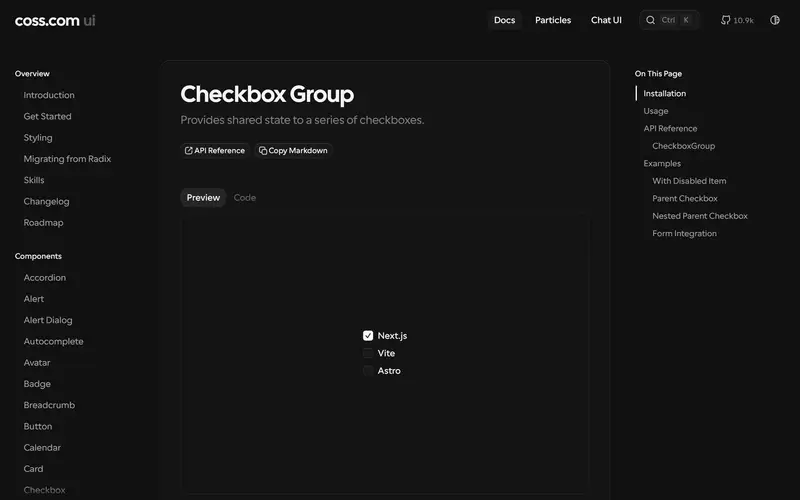 coss.com ui
Docs
Particles
Chat UI
Ctrl K
10.9k
Overview
Introduction
Get Started
Styling
Migrating from Radix
Skills
Changelog
Roadmap
Components
Accordion
Alert
Alert Dialog
Autocomplete
Avatar
Badge
Breadcrumb
Button
Calendar
Card
Checkbox
Checkbox Group
Provides shared state to a series of checkboxes.
API Reference
Copy Markdown
Preview
Code
Next.js
Vite
Astro
On This Page
Installation
Usage
API Reference
CheckboxGroup
Examples
With Disabled Item
Parent Checkbox
Nested Parent Checkbox
Form Integration